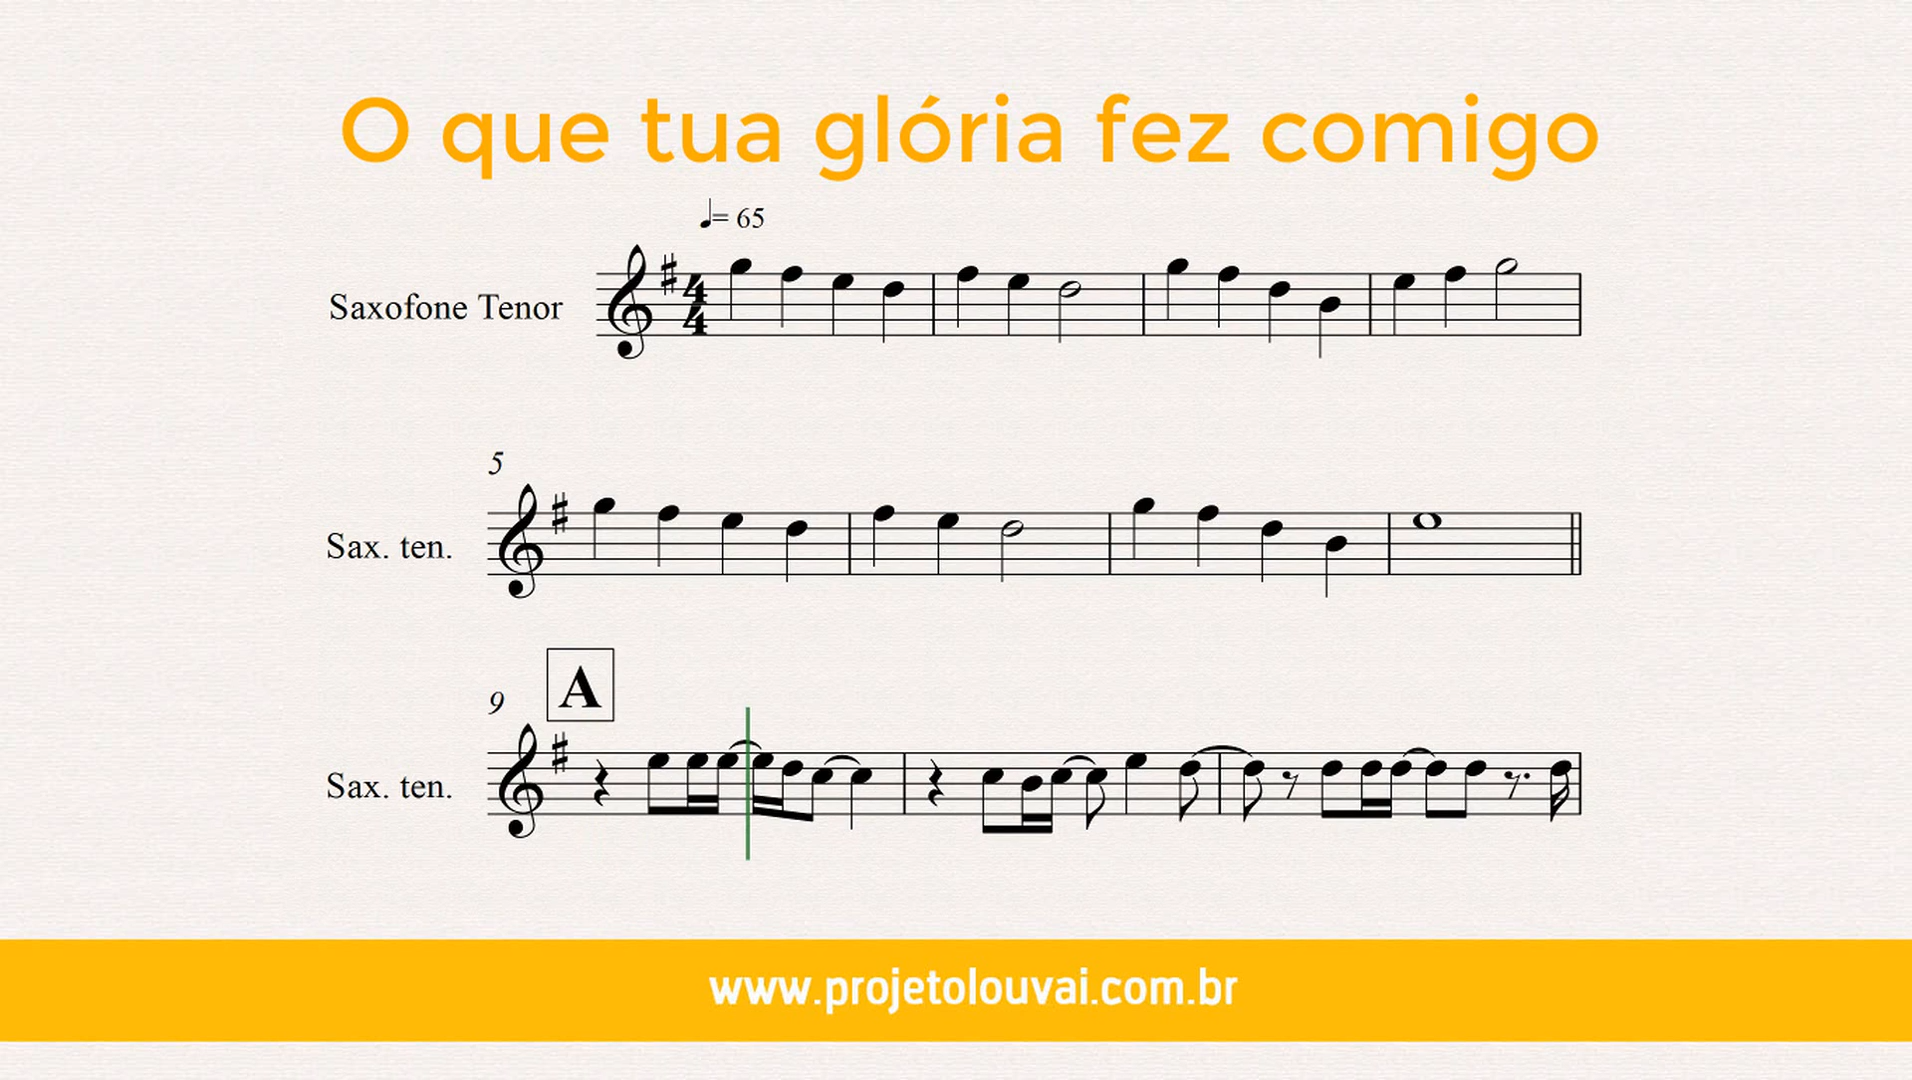 O que tua glória fez comigo
♩= 65
Saxofone Tenor
5
Sax. ten.
A
9
Sax. ten.
www.projetolouvai.com.br